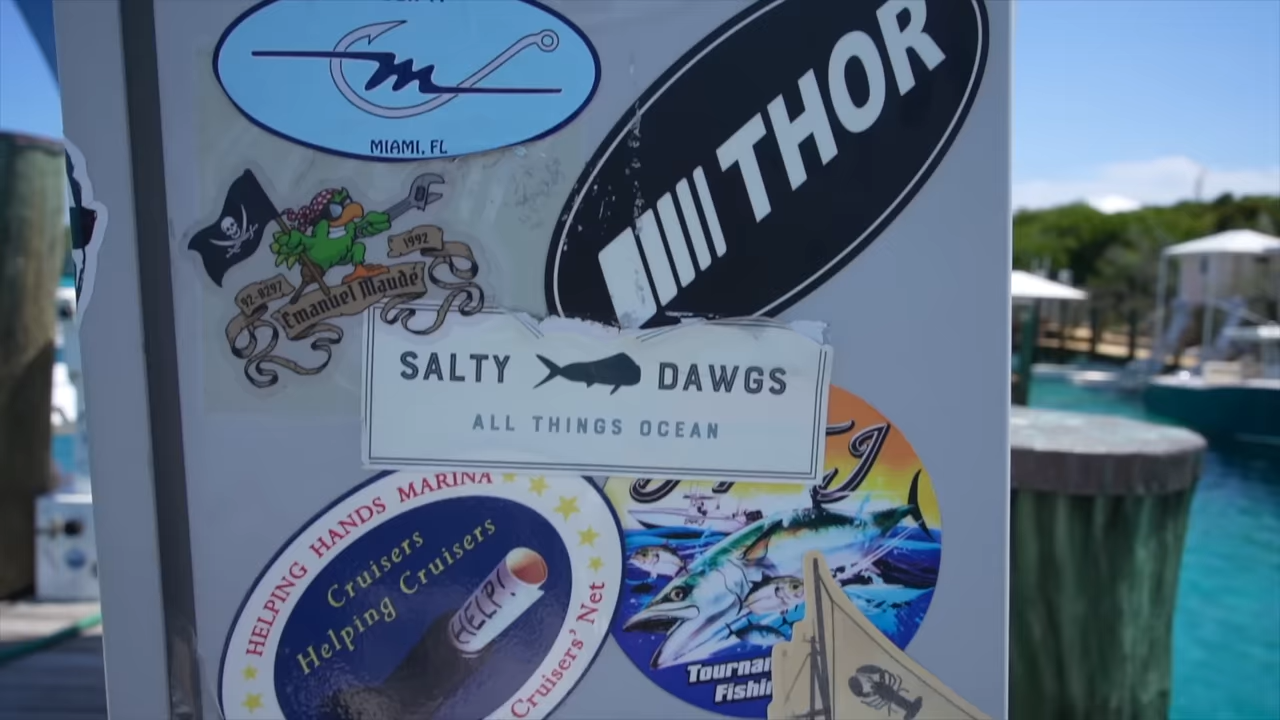 m
MIAMI, FL
THOR
1992
92-8297
Emanuel Maudé
SALTY DAWGS
ALL THINGS OCEAN
HELPING HANDS MARINA
Cruisers
Helping Cruisers
HELP!
Cruisers' Net